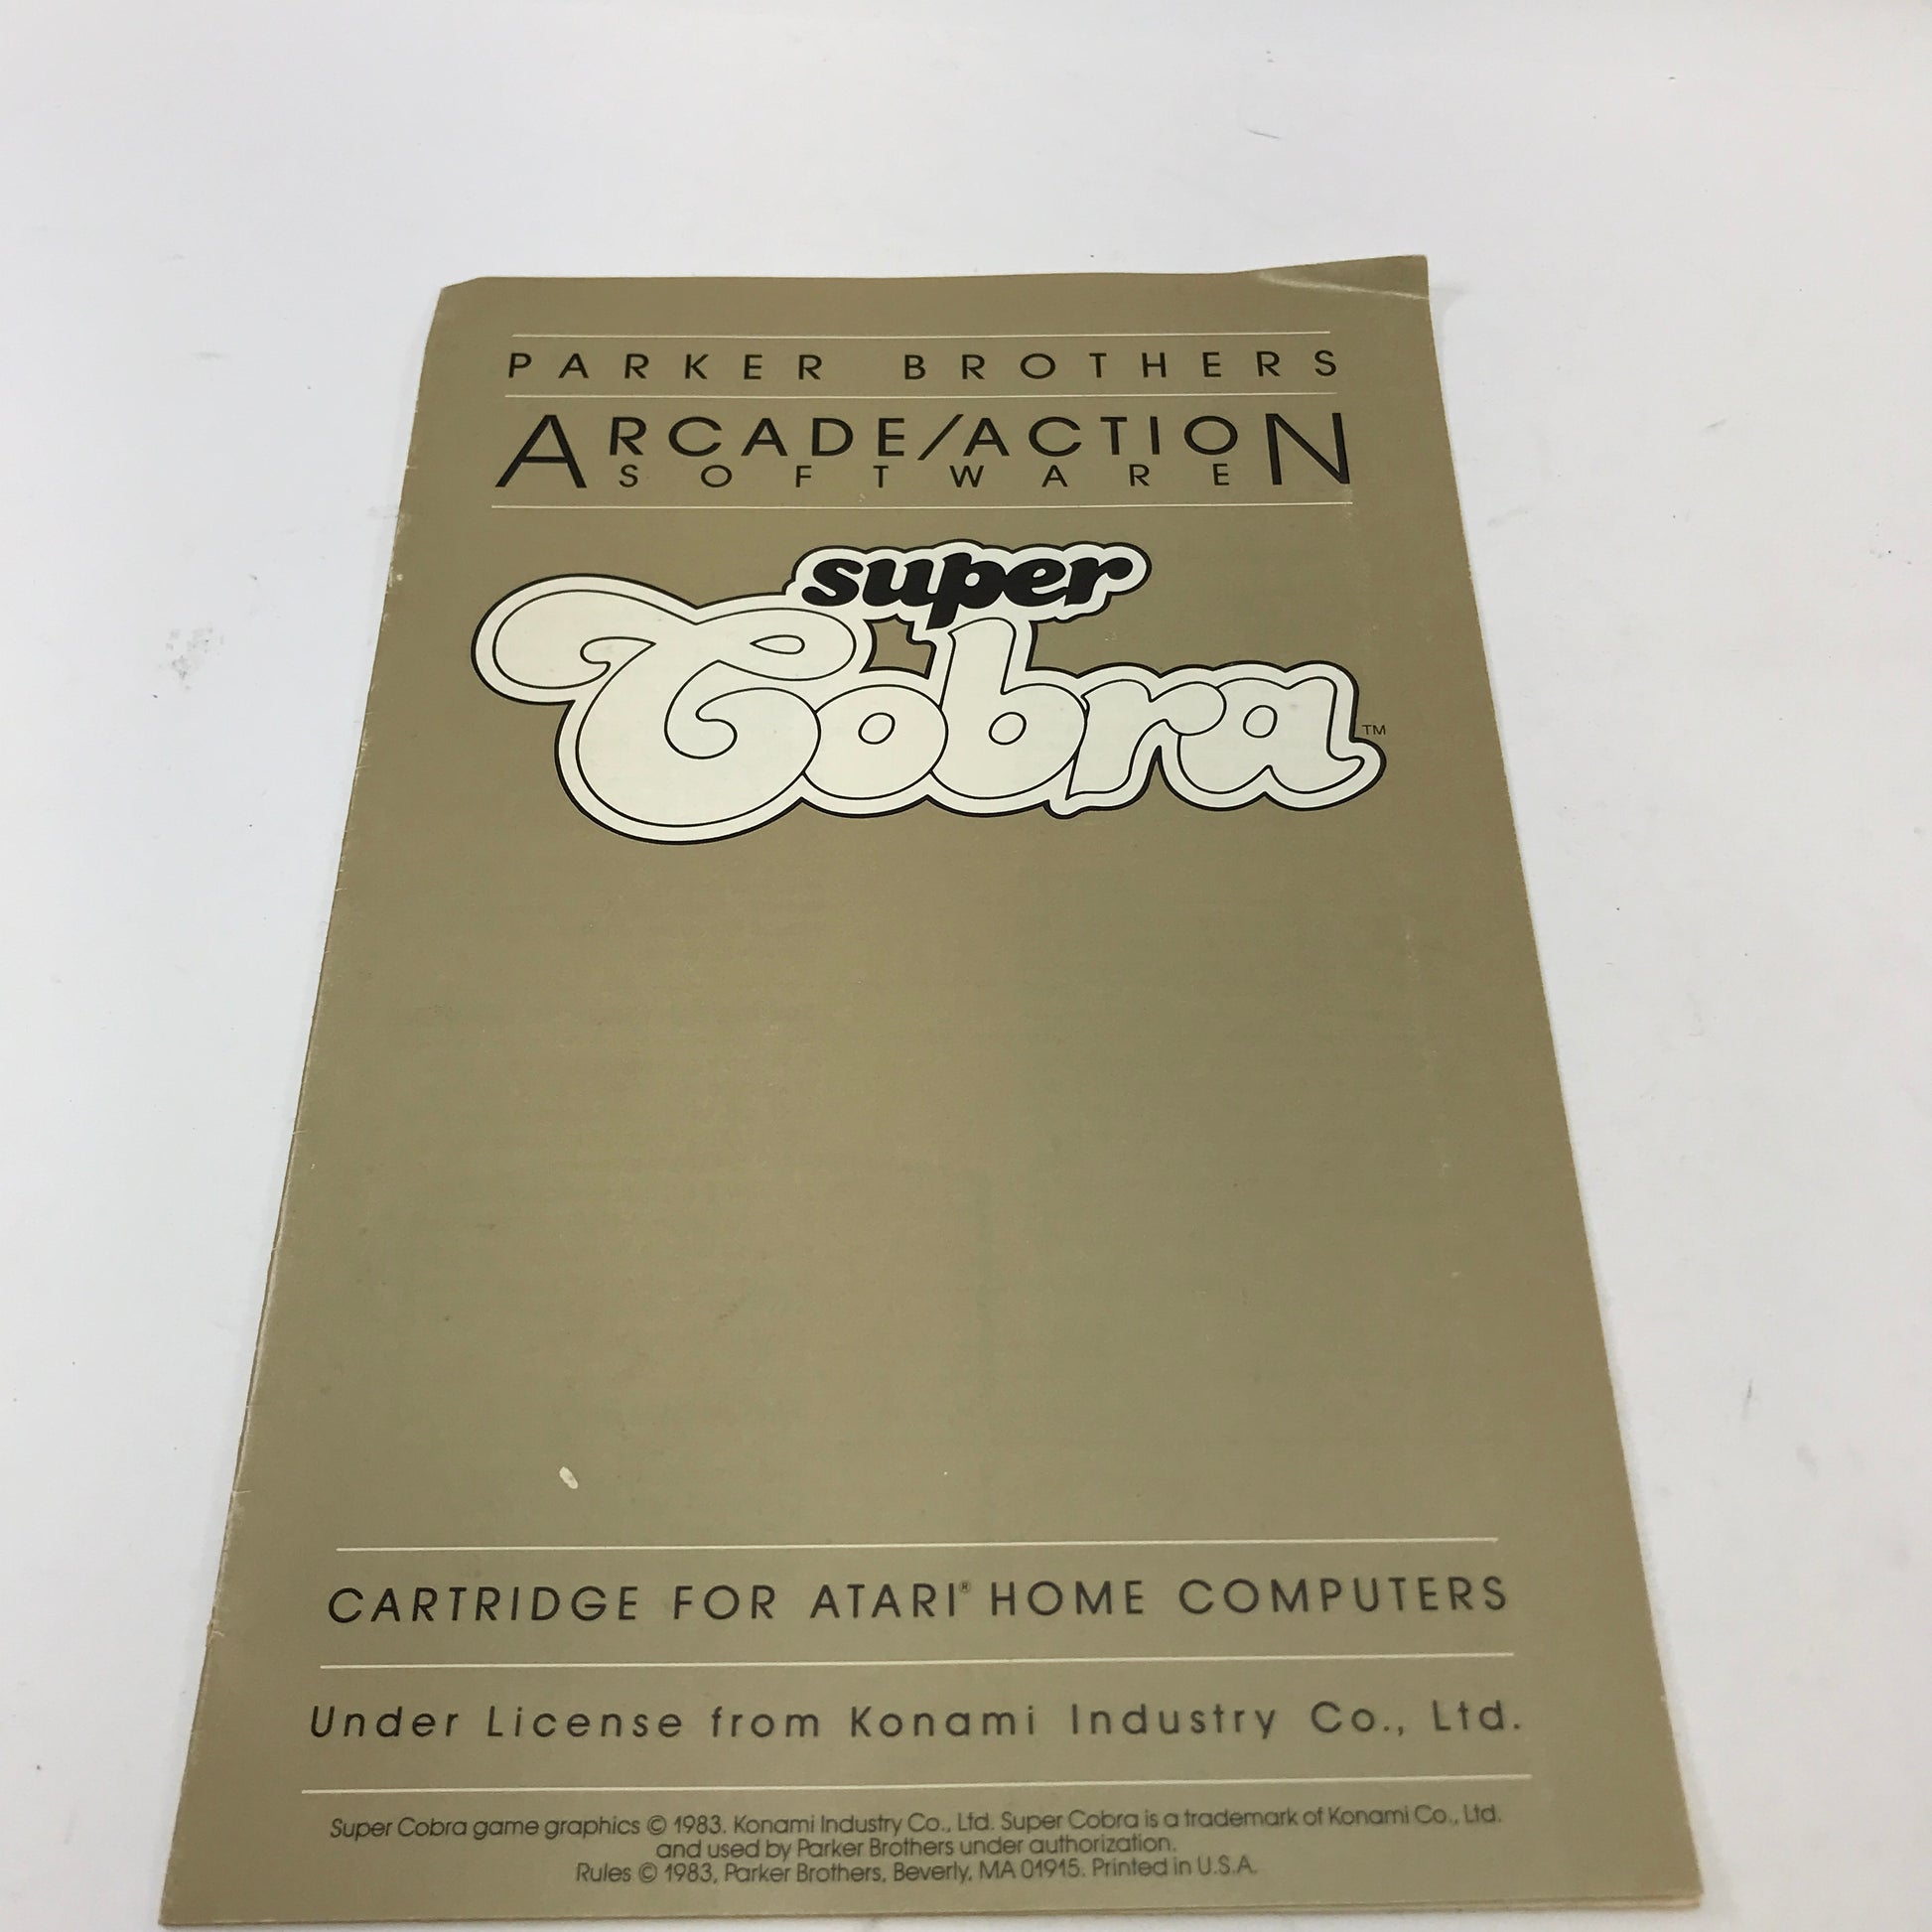 PARKER BROTHERS
ARCADE/ACTION
SOFTWARE
super
Cobra™
CARTRIDGE FOR ATARI® HOME COMPUTERS
Under License from Konami Industry Co., Ltd.
Super Cobra game graphics © 1983. Konami Industry Co., Ltd. Super Cobra is a trademark of Konami Co., Ltd.
and used by Parker Brothers under authorization.
Rules © 1983, Parker Brothers, Beverly, MA 01915. Printed in U.S.A.